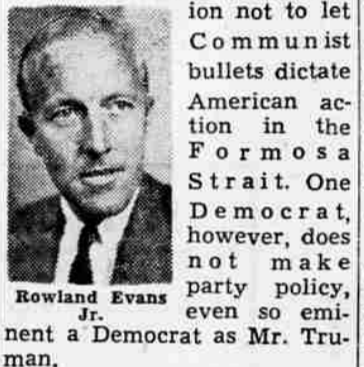 ion not to let
Communist
bullets dictate
American ac-
tion in the
Formosa
Strait. One
Democrat,
however, does
not make
party policy,
even so emi-
nent a Democrat as Mr. Tru-
man.
Rowland Evans
Jr.